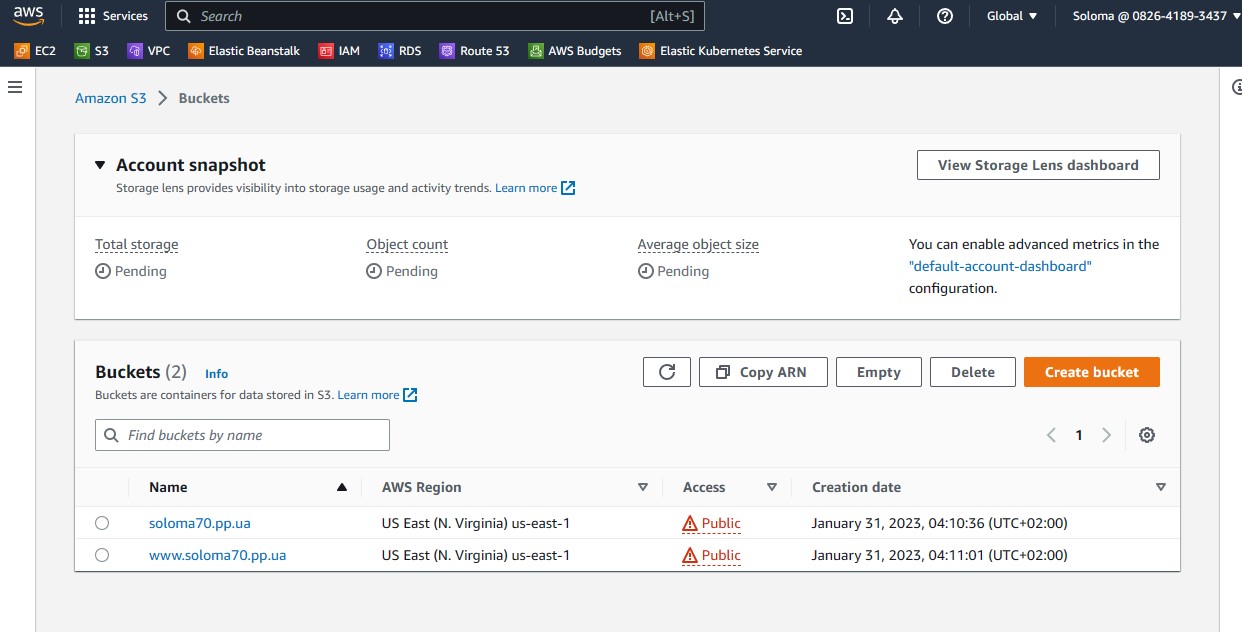 aws Services Search [Alt+S] Global Soloma @ 0826-4189-3437
EC2 S3 VPC Elastic Beanstalk IAM RDS Route 53 AWS Budgets Elastic Kubernetes Service
Amazon S3 Buckets
Account snapshot View Storage Lens dashboard
Storage lens provides visibility into storage usage and activity trends. Learn more
Total storage Object count Average object size You can enable advanced metrics in the
Pending Pending Pending "default-account-dashboard"
configuration.
Buckets (2) Info Copy ARN Empty Delete Create bucket
Buckets are containers for data stored in S3. Learn more
Find buckets by name 1
Name AWS Region Access Creation date
soloma70.pp.ua US East (N. Virginia) us-east-1 Public January 31, 2023, 04:10:36 (UTC+02:00)
www.soloma70.pp.ua US East (N. Virginia) us-east-1 Public January 31, 2023, 04:11:01 (UTC+02:00)